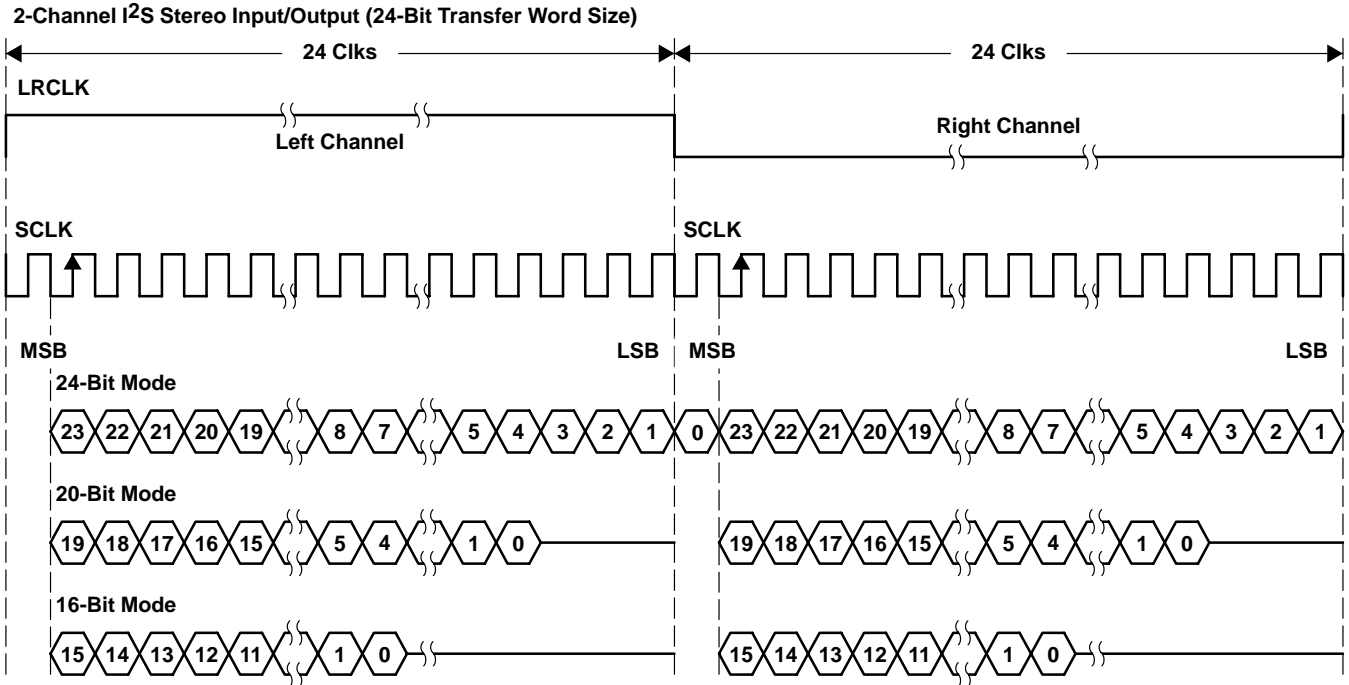 2-Channel I2S Stereo Input/Output (24-Bit Transfer Word Size)
24 Clks 24 Clks
LRCLK
Left Channel Right Channel
SCLK SCLK
MSB LSB MSB LSB
24-Bit Mode
23 22 21 20 19 8 7 5 4 3 2 1 0 23 22 21 20 19 8 7 5 4 3 2 1
20-Bit Mode
19 18 17 16 15 5 4 1 0 19 18 17 16 15 5 4 1 0
16-Bit Mode
15 14 13 12 11 1 0 15 14 13 12 11 1 0